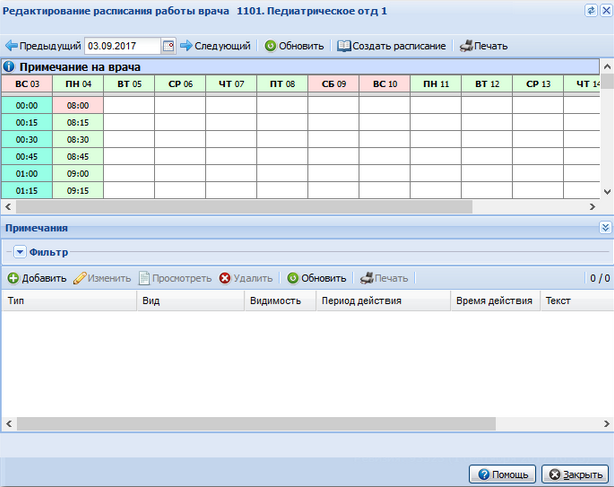 Редактирование расписания работы врача 1101. Педиатрическое отд 1
Предыдущий 03.09.2017 Следующий Обновить Создать расписание Печать
Примечание на врача
ВС 03 ПН 04 ВТ 05 СР 06 ЧТ 07 ПТ 08 СБ 09 ВС 10 ПН 11 ВТ 12 СР 13 ЧТ 14
00:00 08:00
00:15 08:15
00:30 08:30
00:45 08:45
01:00 09:00
01:15 09:15
Примечания
Фильтр
Добавить Изменить Просмотреть Удалить Обновить Печать 0 / 0
Тип Вид Видимость Период действия Время действия Текст
Помощь Закрыть